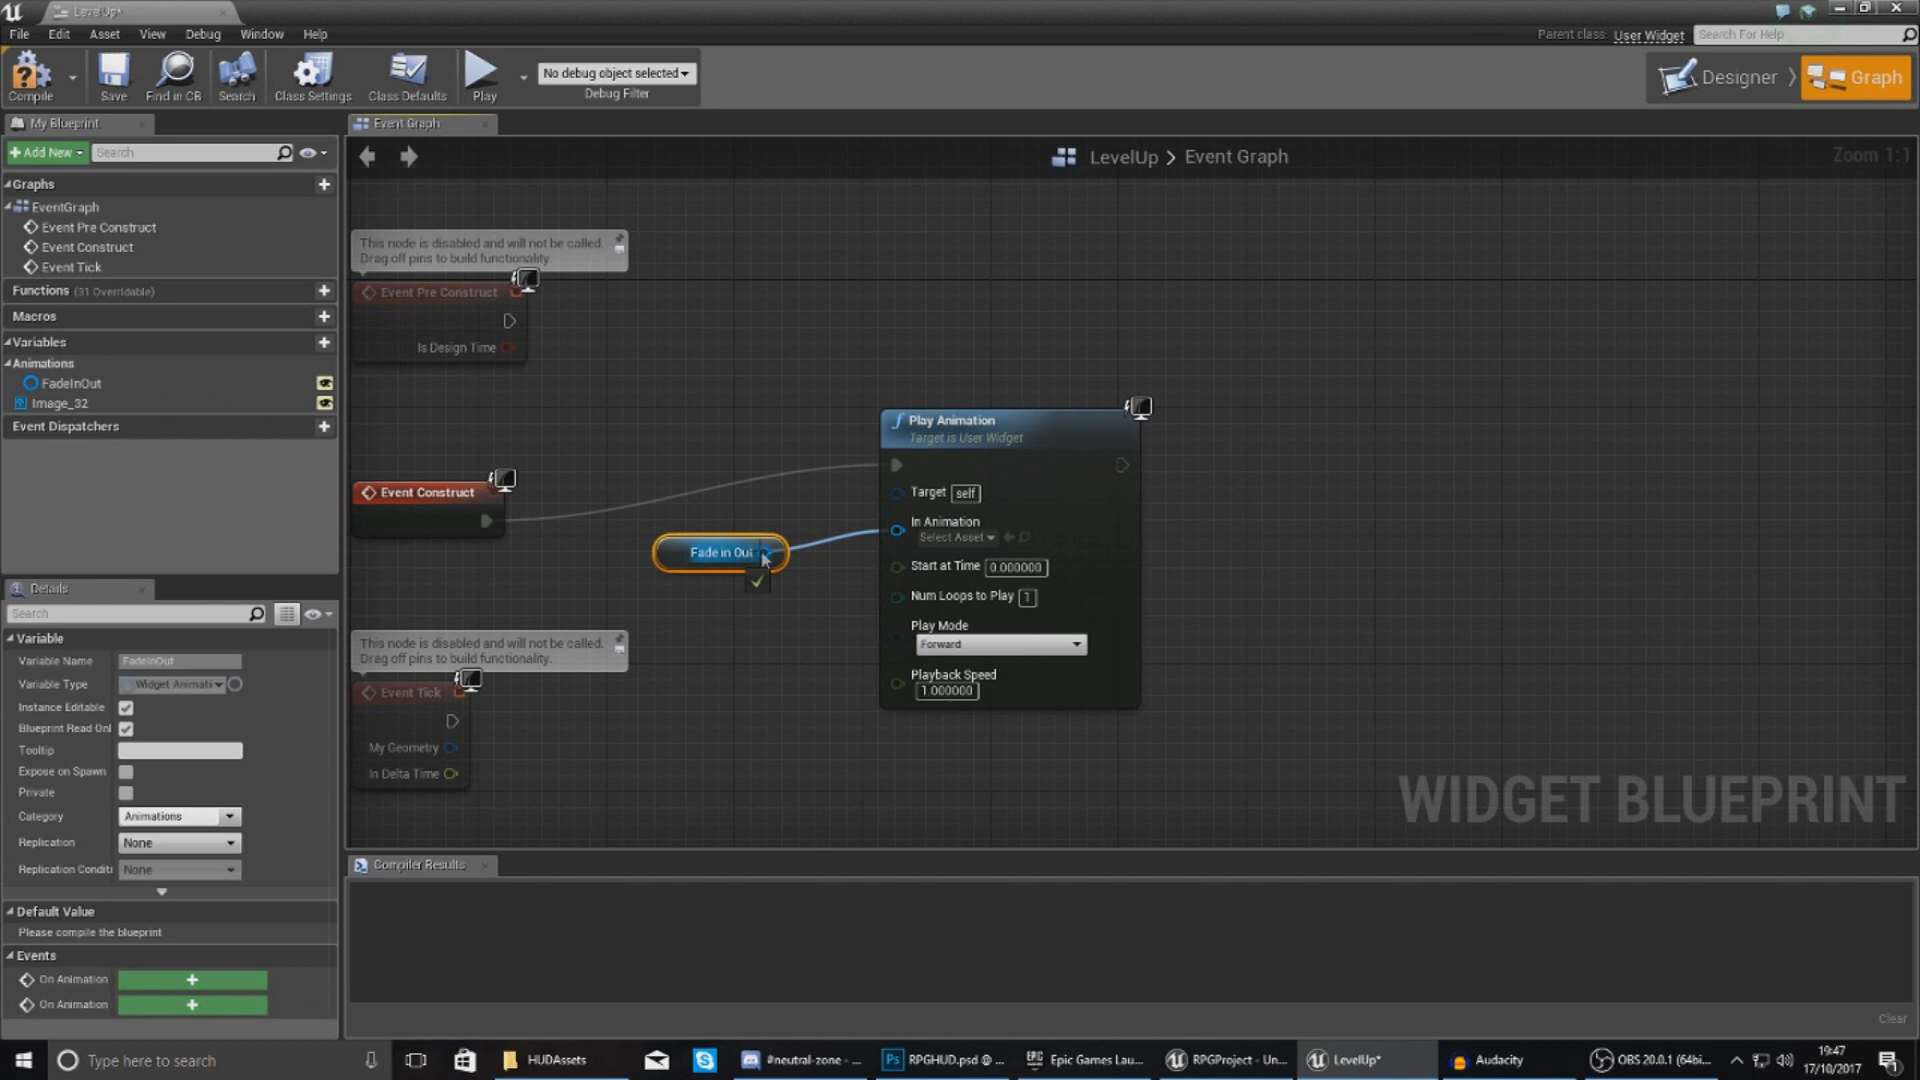 LevelUp*
File Edit Asset View Debug Window Help
Parent class: User Widget Search For Help
Compile Save Find in CB Search Class Settings Class Defaults Play No debug object selected Debug Filter Designer Graph
My Blueprint
Event Graph
Add New Search
LevelUp > Event Graph
Zoom 1:1
Graphs
EventGraph
Event Pre Construct
Event Construct
Event Tick
Functions (31 Overridable)
Macros
Variables
Animations
FadeInOut
Image_32
Event Dispatchers
This node is disabled and will not be called.
Drag off pins to build functionality.
Event Pre Construct
Is Design Time
Event Construct
Fade in Out
Play Animation
Target is User Widget
Target self
In Animation
Select Asset
Start at Time 0.000000
Num Loops to Play 1
Play Mode
Forward
Playback Speed
1.000000
This node is disabled and will not be called.
Drag off pins to build functionality.
Event Tick
My Geometry
In Delta Time
WIDGET BLUEPRINT
Details
Search
Variable
Variable Name FadeInOut
Variable Type Widget Animati
Instance Editable
Blueprint Read Onl
Tooltip
Expose on Spawn
Private
Category Animations
Replication None
Replication Conditi None
Default Value
Please compile the blueprint
Events
On Animation +
On Animation +
Compiler Results
Clear
Type here to search
HUDAssets
#neutral-zone - ...
RPGHUD.psd @ ...
Epic Games Lau...
RPGProject - Un...
LevelUp*
Audacity
OBS 20.0.1 (64bi...
19:47
17/10/2017
1